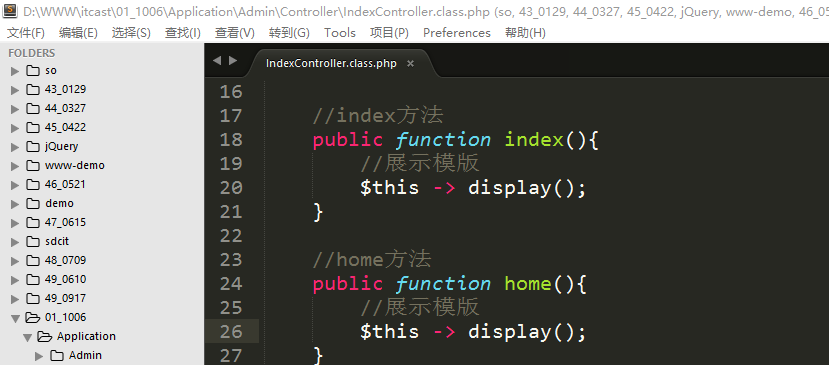 D:\WWW\itcast\01_1006\Application\Admin\Controller\IndexController.class.php (so, 43_0129, 44_0327, 45_0422, jQuery, www-demo, 46_05
文件(F) 编辑(E) 选择(S) 查找(I) 查看(V) 转到(G) Tools 项目(P) Preferences 帮助(H)
FOLDERS
so
43_0129
44_0327
45_0422
jQuery
www-demo
46_0521
demo
47_0615
sdcit
48_0709
49_0610
49_0917
01_1006
Application
Admin
IndexController.class.php ×
16
17 //index方法
18 public function index(){
19 //展示模版
20 $this -> display();
21 }
22
23 //home方法
24 public function home(){
25 //展示模版
26 $this -> display();
27 }